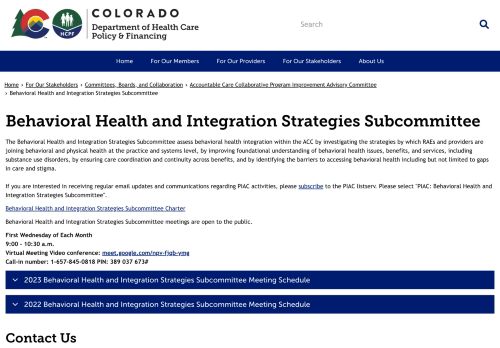 COLORADO
Department of Health Care
Policy & Financing
HCPF
Search
Home For Our Members For Our Providers For Our Stakeholders About Us
Home › For Our Stakeholders › Committees, Boards, and Collaboration › Accountable Care Collaborative Program Improvement Advisory Committee
› Behavioral Health and Integration Strategies Subcommittee
Behavioral Health and Integration Strategies Subcommittee
The Behavioral Health and Integration Strategies Subcommittee assess behavioral health integration within the ACC by investigating the strategies by which RAEs and providers are
joining behavioral and physical health at the practice and systems level, by improving foundational understanding of behavioral health issues, benefits, and services, including
substance use disorders, by ensuring care coordination and continuity across benefits, and by identifying the barriers to accessing behavioral health including but not limited to gaps
in care and stigma.
If you are interested in receiving regular email updates and communications regarding PIAC activities, please subscribe to the PIAC listserv. Please select "PIAC: Behavioral Health and
Integration Strategies Subcommittee".
Behavioral Health and Integration Strategies Subcommittee Charter
Behavioral Health and Integration Strategies Subcommittee meetings are open to the public.
First Wednesday of Each Month
9:00 - 10:30 a.m.
Virtual Meeting Video conference: meet.google.com/npv-fjqb-vmg
Call-in number: 1-657-845-0818 PIN: 389 037 673#
2023 Behavioral Health and Integration Strategies Subcommittee Meeting Schedule
2022 Behavioral Health and Integration Strategies Subcommittee Meeting Schedule
Contact Us